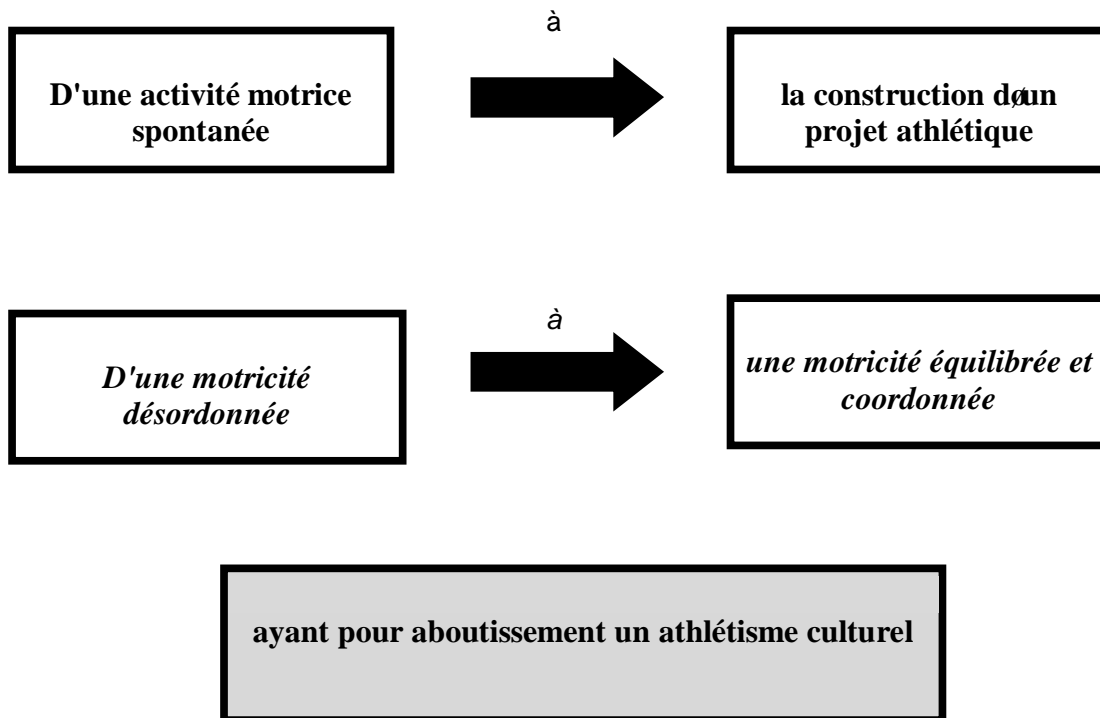 à
D'une activité motrice
spontanée
la construction døun
projet athlétique
à
D'une motricité
désordonnée
une motricité équilibrée et
coordonnée
ayant pour aboutissement un athlétisme culturel